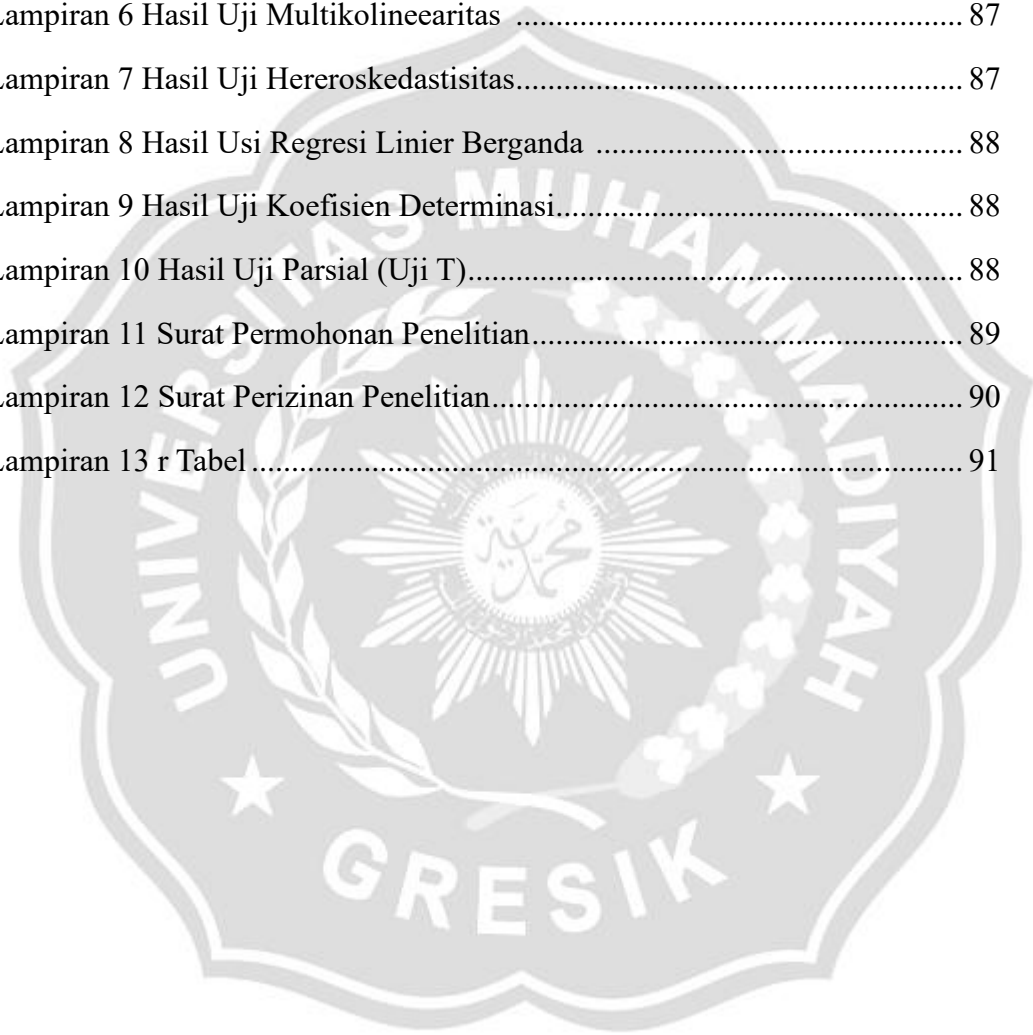 Lampiran 6 Hasil Uji Multikolineearitas ................................................ 87
Lampiran 7 Hasil Uji Hereroskedastisitas................................................ 87
Lampiran 8 Hasil Usi Regresi Linier Berganda ....................................... 88
Lampiran 9 Hasil Uji Koefisien Determinasi........................................... 88
Lampiran 10 Hasil Uji Parsial (Uji T)..................................................... 88
Lampiran 11 Surat Permohonan Penelitian.............................................. 89
Lampiran 12 Surat Perizinan Penelitian.................................................. 90
Lampiran 13 r Tabel ............................................................................ 91
UNIVERSITAS MUHAMMADIYAH
GRESIK